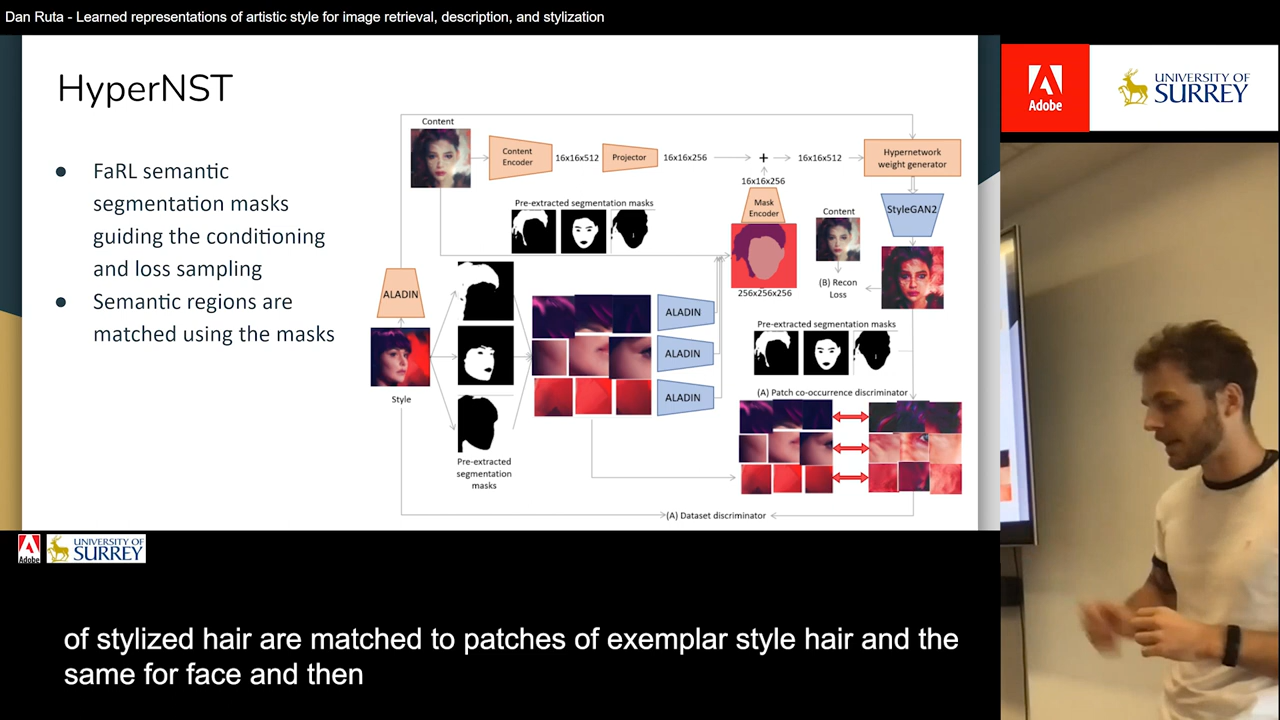 Dan Ruta - Learned representations of artistic style for image retrieval, description, and stylization
HyperNST
● FaRL semantic
segmentation masks
guiding the conditioning
and loss sampling
● Semantic regions are
matched using the masks
Content
Content
Encoder
16x16x512
Projector
16x16x256
+
16x16x512
Hypernetwork
weight generator
16x16x256
Mask
Encoder
StyleGAN2
Pre-extracted segmentation masks
Content
256x256x256
(B) Recon
Loss
ALADIN
Style
Pre-extracted
segmentation
masks
ALADIN
ALADIN
ALADIN
Pre-extracted segmentation masks
(A) Patch co-occurrence discriminator
(A) Dataset discriminator
Adobe
UNIVERSITY OF
SURREY
Adobe
UNIVERSITY OF
SURREY
of stylized hair are matched to patches of exemplar style hair and the
same for face and then